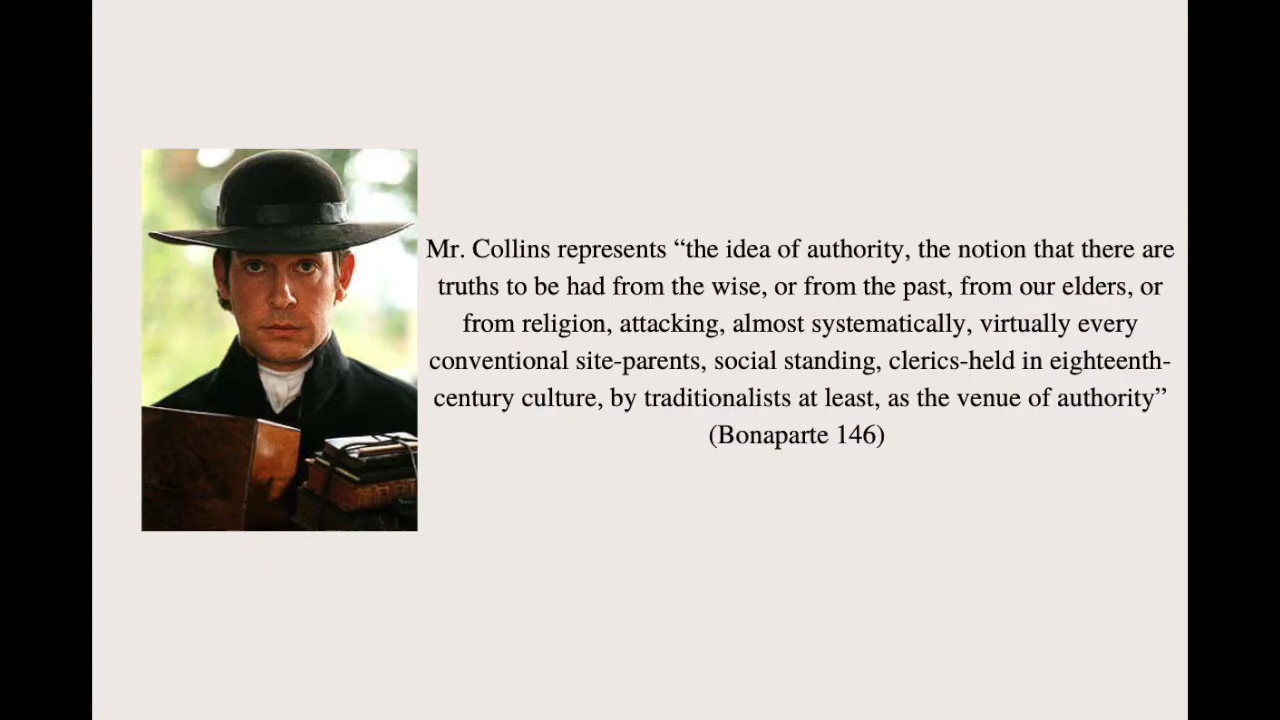 Mr. Collins represents “the idea of authority, the notion that there are
truths to be had from the wise, or from the past, from our elders, or
from religion, attacking, almost systematically, virtually every
conventional site-parents, social standing, clerics-held in eighteenth-
century culture, by traditionalists at least, as the venue of authority”
(Bonaparte 146)